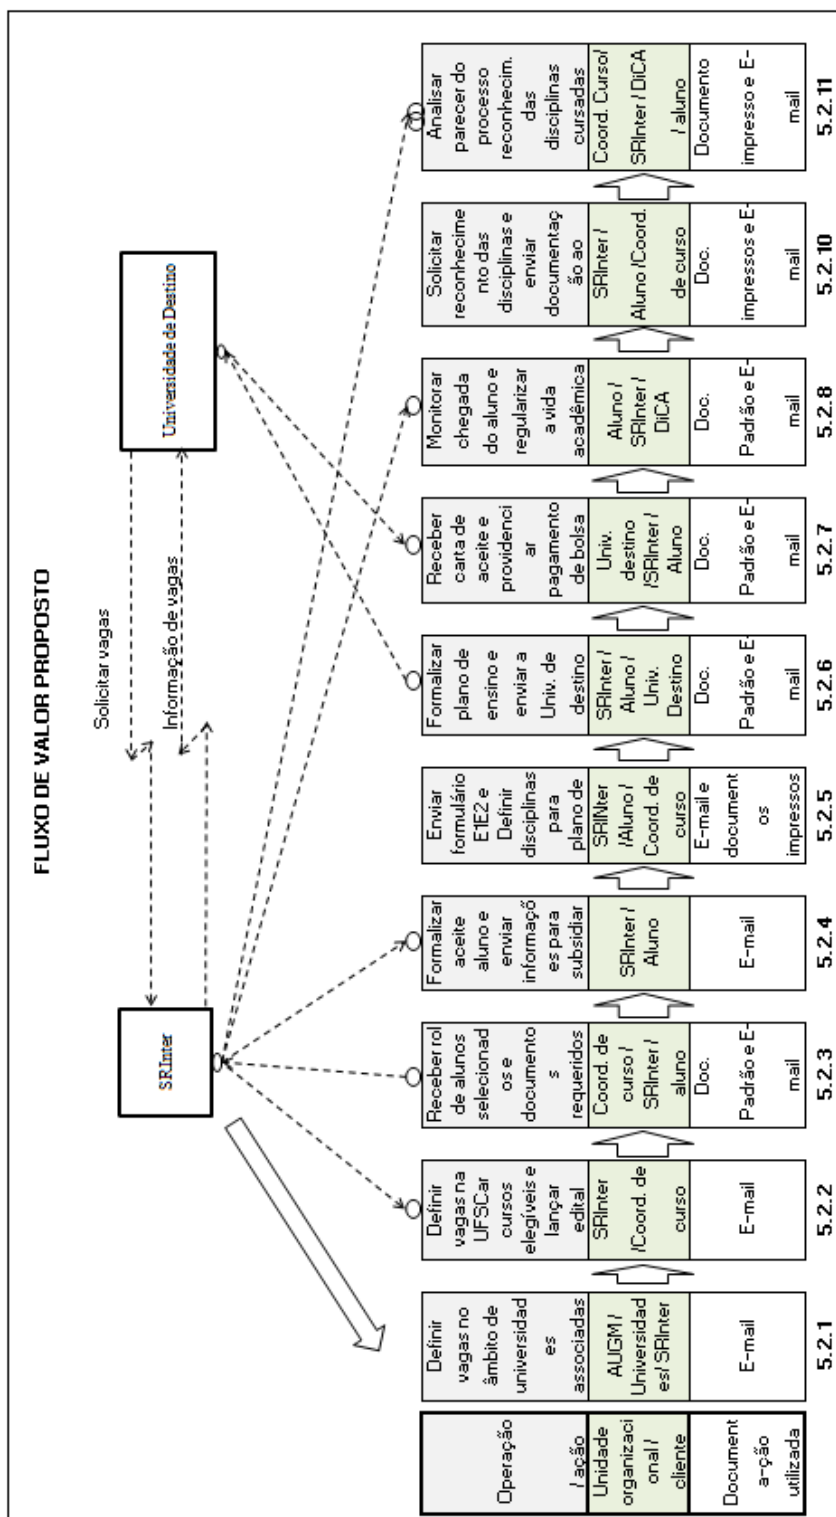 FLUXO DE VALOR PROPOSTO
SRInter
Solicitar vagas
Informação de vagas
Universidade de Destino
Operação
/ ação
Unidade
organizaci
onal /
cliente
Document
a-ção
utilizada
Definir
vagas no
âmbito de
universidad
es
associadas
AUGM /
Universidad
es/ SRInter
E-mail
5.2.1
Definir
vagas na
UFSCar
cursos
elegíveis e
lançar
edital
SRInter
/Coord. de
curso
E-mail
5.2.2
Receber rol
de alunos
selecionad
os e
documento
s
requeridos
Coord. de
curso /
SRInter /
aluno
Doc.
Padrão e E-
mail
5.2.3
Formalizar
aceite
aluno e
enviar
informaçõ
es para
subsidiar
SRInter /
Aluno
E-mail
5.2.4
Enviar
formulário
E1E2 e
Definir
disciplinas
para
plano de
SRINter
/Aluno /
Coord. de
curso
E-mail e
document
os
impressos
5.2.5
Formalizar
plano de
ensino e
enviar a
Univ. de
destino
SRInter /
Aluno /
Univ.
Destino
Doc.
Padrão e E-
mail
5.2.6
Receber
carta de
aceite e
providenci
ar
pagamento
de bolsa
Univ.
destino
/SRInter /
Aluno
Doc.
Padrão e E-
mail
5.2.7
Monitorar
chegada
do aluno e
regularizar
a vida
acadêmica
Aluno /
SRInter /
DiCA
Doc.
Padrão e E-
mail
5.2.8
Solicitar
reconhecime
nto das
disciplinas e
enviar
documentaç
ão ao
SRInter /
Aluno /Coord.
de curso
Doc.
impressos e E-
mail
5.2.10
Analisar
parecer do
processo
reconhecim.
das
disciplinas
cursadas
Coord. Curso/
SRInter / DiCA
/ aluno
Documento
impresso e E-
mail
5.2.11